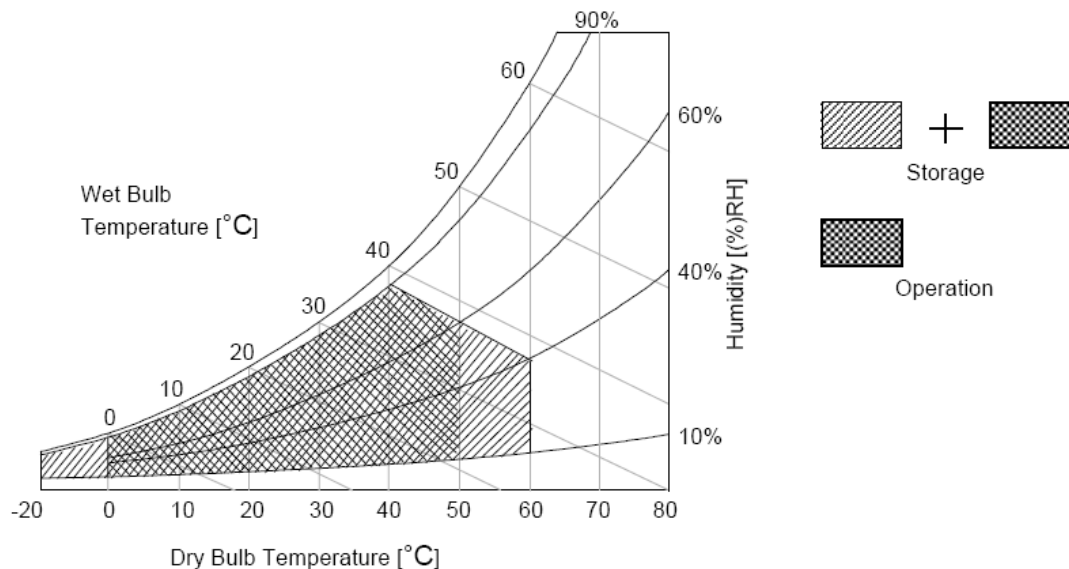 90%
60
60%
50
Storage
Wet Bulb
Temperature [°C]
40
40%
Humidity [(%)RH]
30
Operation
20
10
0
10%
-20 0 10 20 30 40 50 60 70 80
Dry Bulb Temperature [°C]